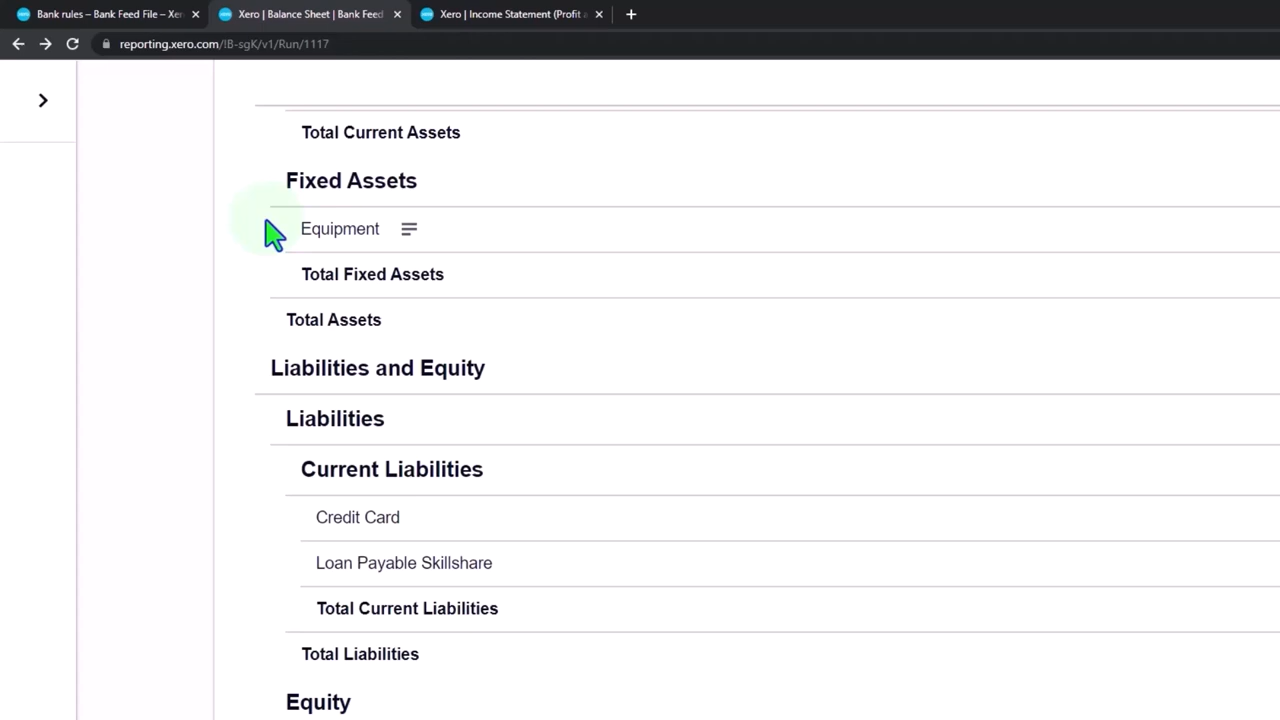 Bank rules – Bank Feed File – Xer
Xero | Balance Sheet | Bank Feed
Xero | Income Statement (Profit a
reporting.xero.com/!B-sgK/v1/Run/1117
Total Current Assets
Fixed Assets
Equipment
Total Fixed Assets
Total Assets
Liabilities and Equity
Liabilities
Current Liabilities
Credit Card
Loan Payable Skillshare
Total Current Liabilities
Total Liabilities
Equity